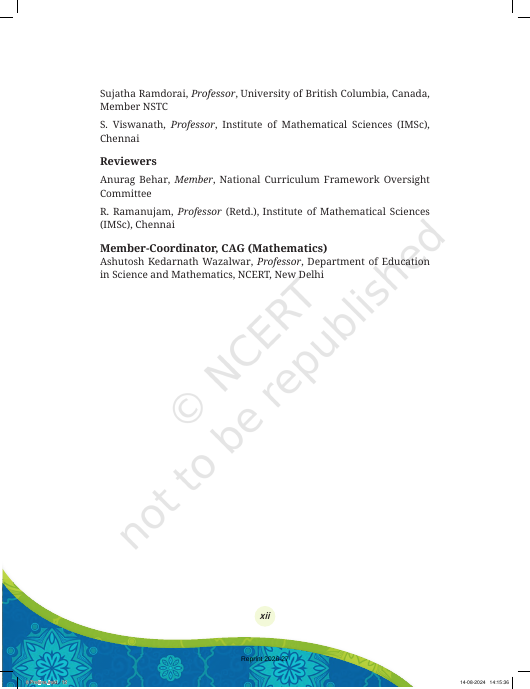 Sujatha Ramdorai, Professor, University of British Columbia, Canada,
Member NSTC
S. Viswanath, Professor, Institute of Mathematical Sciences (IMSc),
Chennai
Reviewers
Anurag Behar, Member, National Curriculum Framework Oversight
Committee
R. Ramanujam, Professor (Retd.), Institute of Mathematical Sciences
(IMSc), Chennai
Member-Coordinator, CAG (Mathematics)
Ashutosh Kedarnath Wazalwar, Professor, Department of Education
in Science and Mathematics, NCERT, New Delhi
© NCERT
not to be republished
xii
Reprint 2026-27
14-08-2024 14:15:36